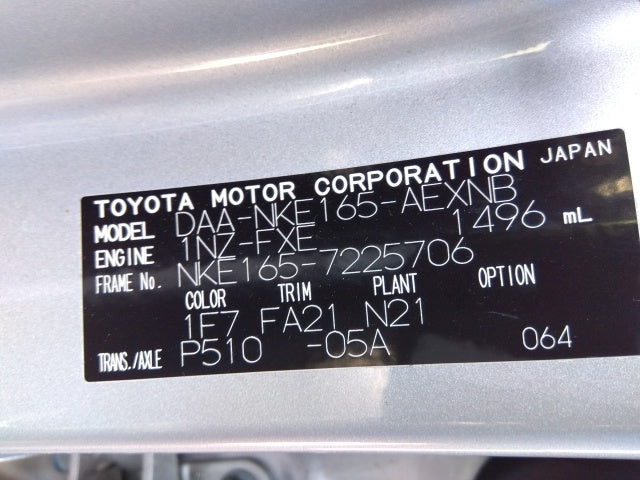 TOYOTA MOTOR CORPORATION JAPAN
MODEL DAA-NKE165-AEXNB
ENGINE 1NZ-FXE 1496 mL
FRAME No. NKE165-7225706
COLOR TRIM PLANT OPTION
1F7 FA21 N21
TRANS./AXLE P510 -05A 064